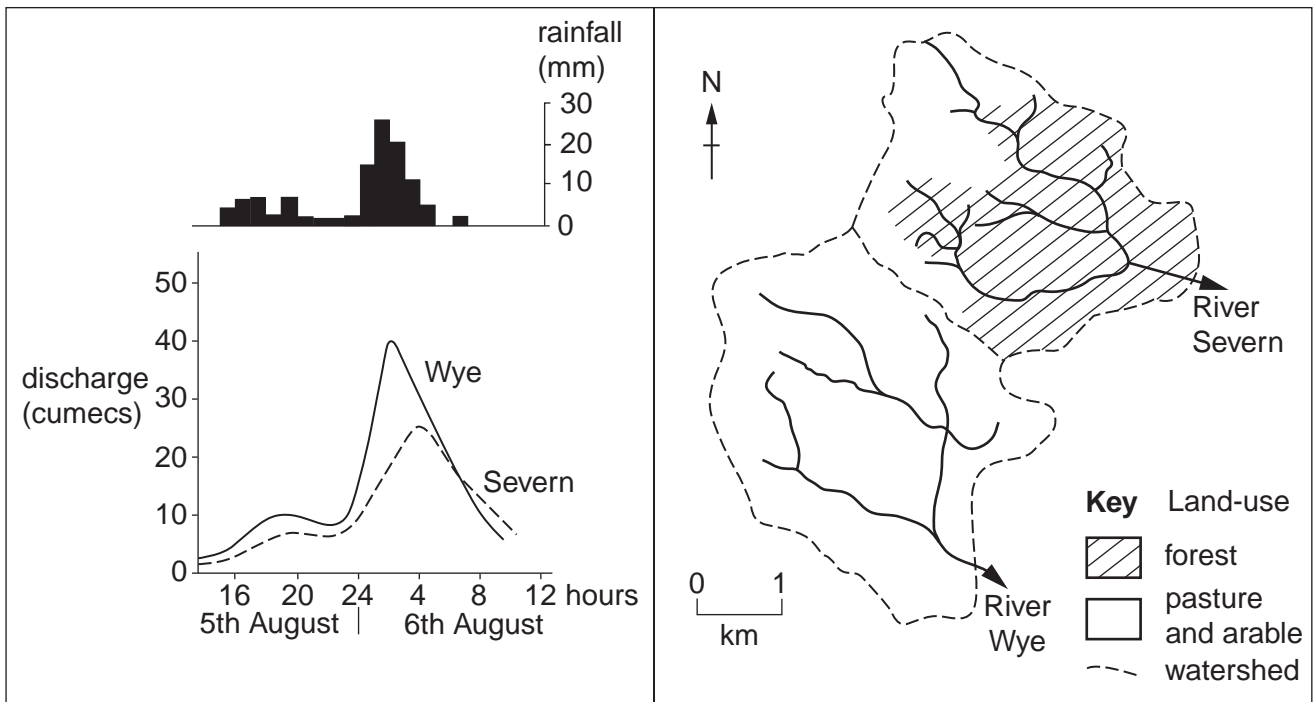 rainfall
(mm)
30
20
10
0
50
40
30
20
10
0
discharge
(cumecs)
Wye
Severn
16 20 24 4 8 12 hours
5th August 6th August
N
River
Severn
River
Wye
0 1
km
Key Land-use
forest
pasture
and arable
watershed